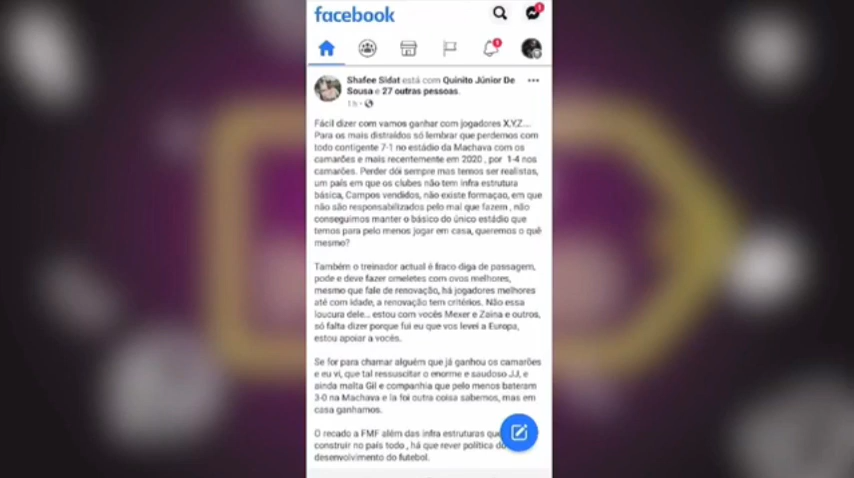 facebook
1
1
Shafee Sidat está com Quinito Júnior De
Sousa e 27 outras pessoas.
1 h
Fácil dizer com vamos ganhar com jogadores X,Y,Z...
Para os mais distraídos só lembrar que perdemos com
todo contigente 7-1 no estádio da Machava com os
camarões e mais recentemente em 2020 , por 1-4 nos
camarões. Perder dói sempre mas temos ser realistas,
um país em que os clubes não tem infra estrutura
básica, Campos vendidos, não existe formaçao, em que
não são responsabilizados pelo mal que fazem , não
conseguimos manter o básico do único estádio que
temos para pelo menos jogar em casa, queremos o quê
mesmo?
Também o treinador actual é fraco diga de passagem,
pode e deve fazer omeletes com ovos melhores,
mesmo que fale de renovação, há jogadores melhores
até com idade, a renovação tem critérios. Não essa
loucura dele... estou com vocês Mexer e Zaina e outros,
só falta dizer porque fui eu que vos levei a Europa,
estou apoiar a vocês.
Se for para chamar alguém que já ganhou os camarões
e eu vi, que tal ressuscitar o enorme e saudoso JJ, e
ainda malta Gil e companhia que pelo menos bateram
3-0 na Machava e la foi outra coisa sabemos, mas em
casa ganhamos.
O recado a FMF além das infra estruturas
construir no país todo , há que rever política
desenvolvimento do futebol.